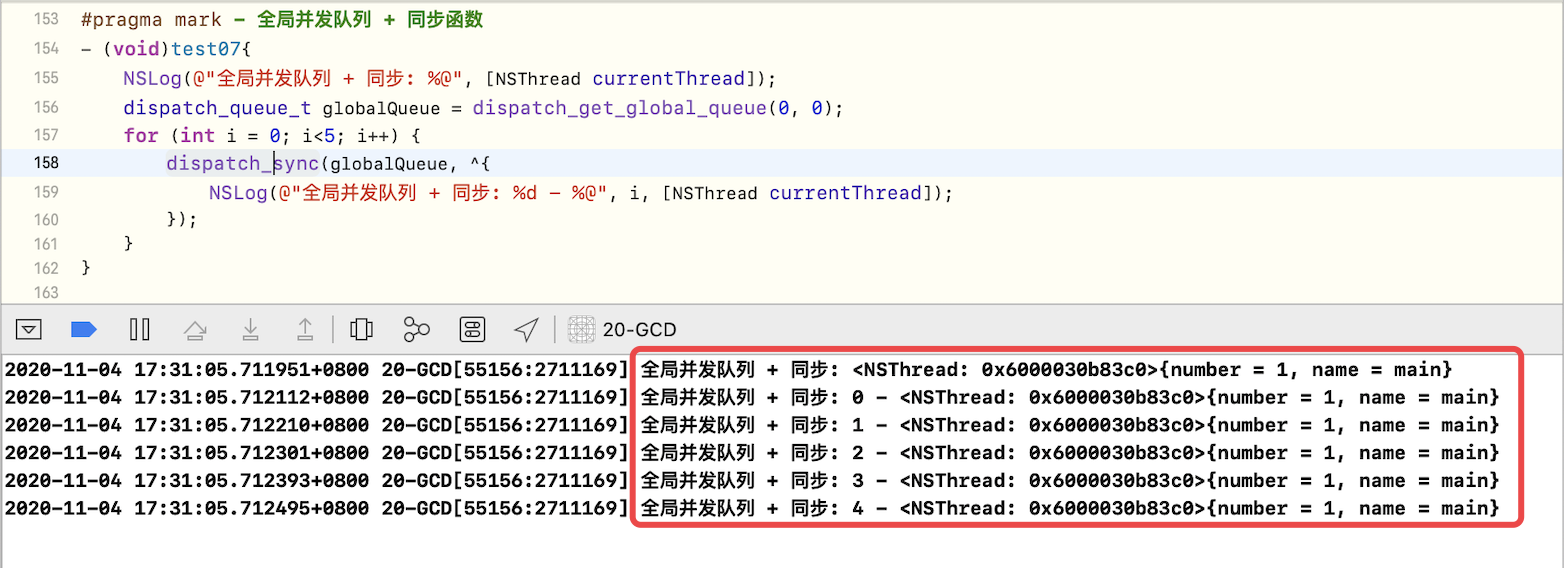 153 #pragma mark - 全局并发队列 + 同步函数
154 - (void)test07{
155 NSLog(@"全局并发队列 + 同步: %@", [NSThread currentThread]);
156 dispatch_queue_t globalQueue = dispatch_get_global_queue(0, 0);
157 for (int i = 0; i<5; i++) {
158 dispatch_sync(globalQueue, ^{
159 NSLog(@"全局并发队列 + 同步: %d - %@", i, [NSThread currentThread]);
160 });
161 }
162 }
163
20-GCD
2020-11-04 17:31:05.711951+0800 20-GCD[55156:2711169] 全局并发队列 + 同步: <NSThread: 0x6000030b83c0>{number = 1, name = main}
2020-11-04 17:31:05.712112+0800 20-GCD[55156:2711169] 全局并发队列 + 同步: 0 - <NSThread: 0x6000030b83c0>{number = 1, name = main}
2020-11-04 17:31:05.712210+0800 20-GCD[55156:2711169] 全局并发队列 + 同步: 1 - <NSThread: 0x6000030b83c0>{number = 1, name = main}
2020-11-04 17:31:05.712301+0800 20-GCD[55156:2711169] 全局并发队列 + 同步: 2 - <NSThread: 0x6000030b83c0>{number = 1, name = main}
2020-11-04 17:31:05.712393+0800 20-GCD[55156:2711169] 全局并发队列 + 同步: 3 - <NSThread: 0x6000030b83c0>{number = 1, name = main}
2020-11-04 17:31:05.712495+0800 20-GCD[55156:2711169] 全局并发队列 + 同步: 4 - <NSThread: 0x6000030b83c0>{number = 1, name = main}